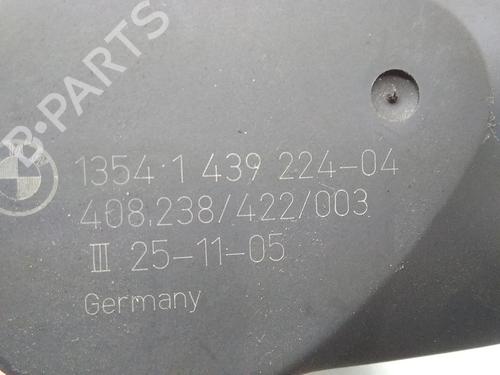 B-PARTS
1354 1 439 224-04
408.238/422/003
III 25-11-05
Germany